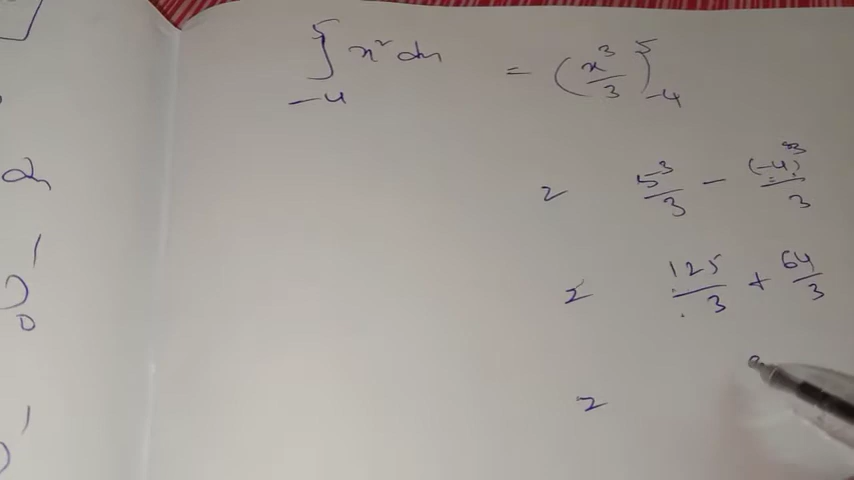 ∫₋₄⁵ x² dx = (x³/3)₋₄⁵
= 5³/3 - (-4)³/3
= 125/3 + 64/3
=